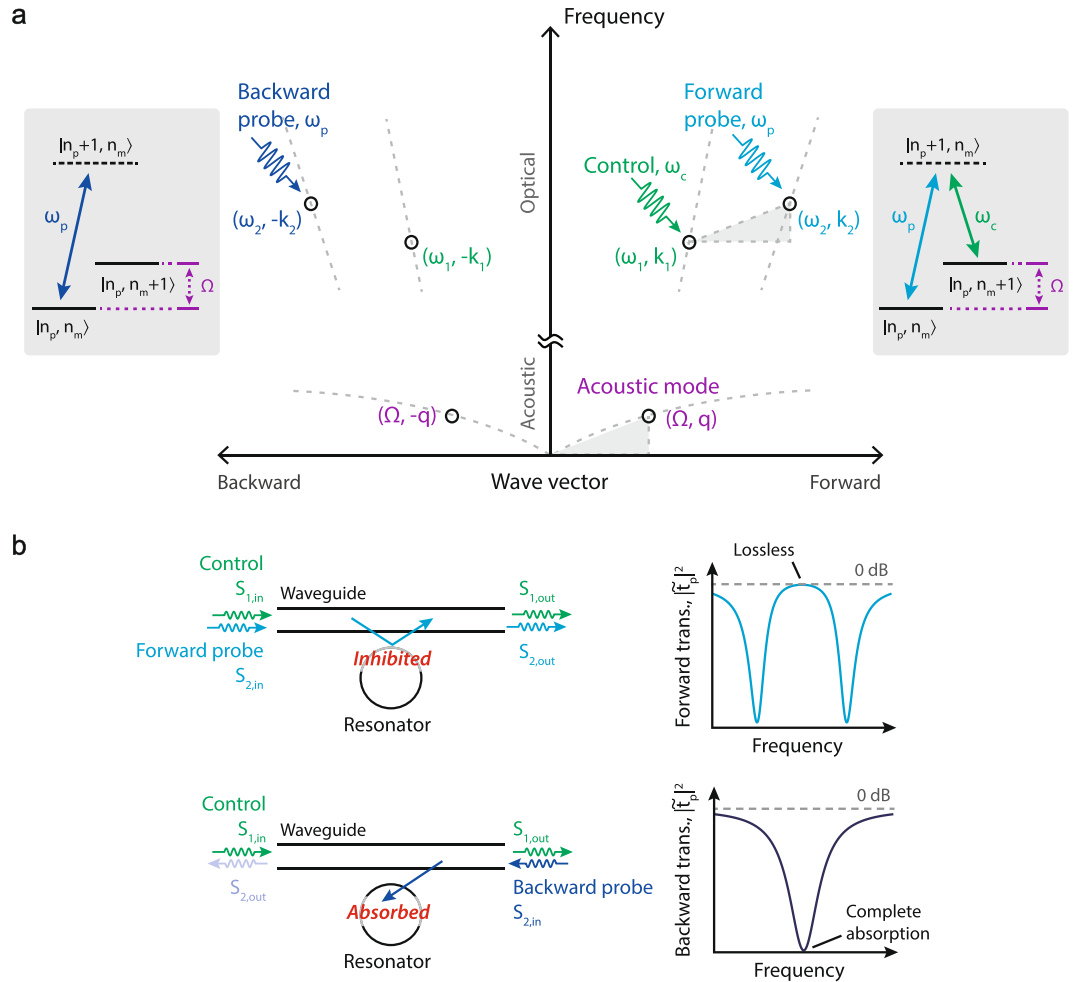 a
Frequency
Backward
probe, ωp
Forward
probe, ωp
Control, ωc
Optical
|np+1, nm⟩
ωp
|np, nm+1⟩
Ω
|np, nm⟩
(ω2, -k2)
(ω1, -k1)
(ω1, k1)
(ω2, k2)
|np+1, nm⟩
ωp
ωc
|np, nm+1⟩
Ω
|np, nm⟩
Acoustic
(Ω, -q)
Acoustic mode
(Ω, q)
Backward
Wave vector
Forward
b
Control
S1,in
Waveguide
S1,out
Forward probe
S2,in
Inhibited
S2,out
Resonator
Lossless
0 dB
Forward trans., |t̃p|²
Frequency
Control
S1,in
Waveguide
S1,out
S2,out
Absorbed
Backward probe
S2,in
Resonator
0 dB
Backward trans., |t̃p|²
Complete
absorption
Frequency